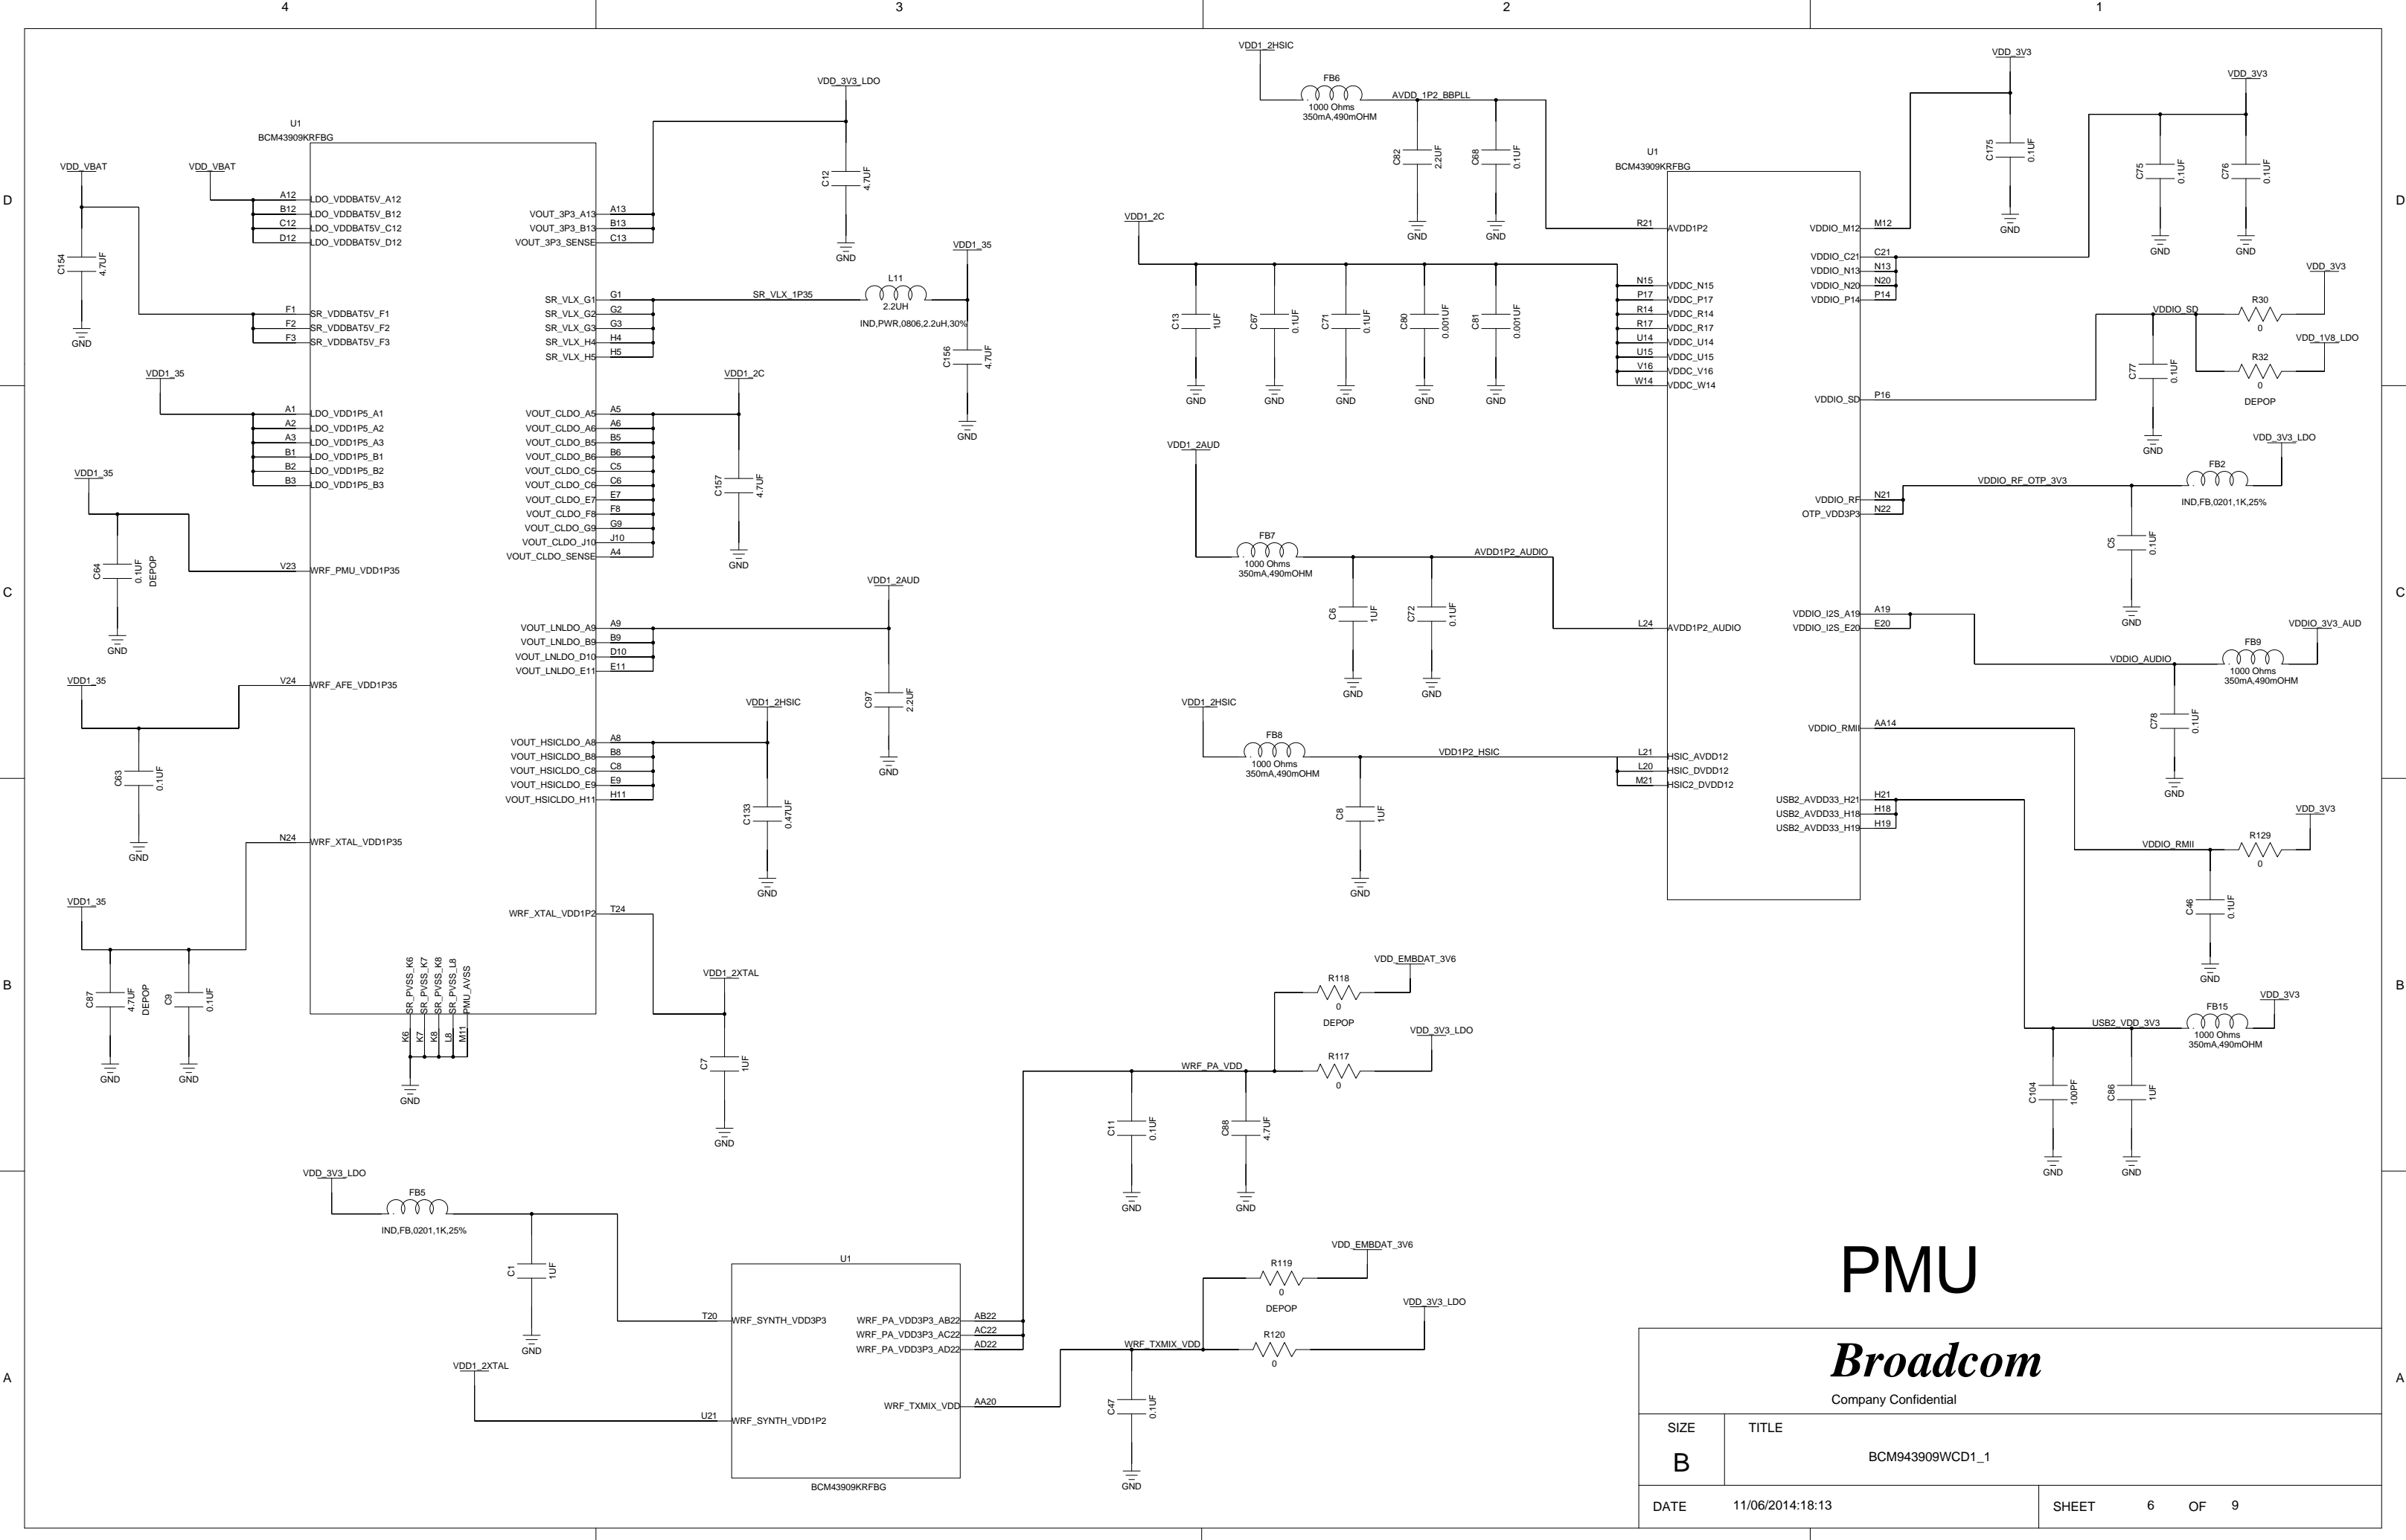 4
3
2
1
D
C
B
A
D
C
B
A
U1
BCM43909KRFBG
VDD_VBAT
C154
4.7UF
GND
VDD_VBAT
A12 LDO_VDDBAT5V_A12
B12 LDO_VDDBAT5V_B12
C12 LDO_VDDBAT5V_C12
D12 LDO_VDDBAT5V_D12
F1 SR_VDDBAT5V_F1
F2 SR_VDDBAT5V_F2
F3 SR_VDDBAT5V_F3
VDD1_35
A1 LDO_VDD1P5_A1
A2 LDO_VDD1P5_A2
A3 LDO_VDD1P5_A3
B1 LDO_VDD1P5_B1
B2 LDO_VDD1P5_B2
B3 LDO_VDD1P5_B3
VDD1_35
C64
0.1UF
DEPOP
GND
V23 WRF_PMU_VDD1P35
VDD1_35
V24 WRF_AFE_VDD1P35
C63
0.1UF
GND
N24 WRF_XTAL_VDD1P35
VDD1_35
C87
4.7UF
DEPOP
C9
0.1UF
GND
GND
SR_PVSS_K6
SR_PVSS_K7
SR_PVSS_K8
SR_PVSS_L8
PMU_AVSS
K6
K7
K8
L8
M11
GND
VDD_3V3_LDO
C12
4.7UF
GND
VOUT_3P3_A13 A13
VOUT_3P3_B13 B13
VOUT_3P3_SENSE C13
VDD1_35
SR_VLX_G1 G1
SR_VLX_G2 G2
SR_VLX_G3 G3
SR_VLX_H4 H4
SR_VLX_H5 H5
SR_VLX_1P35
L11
2.2UH
IND,PWR,0806,2.2uH,30%
C156
4.7UF
GND
VDD1_2C
VOUT_CLDO_A5 A5
VOUT_CLDO_A6 A6
VOUT_CLDO_B5 B5
VOUT_CLDO_B6 B6
VOUT_CLDO_C5 C5
VOUT_CLDO_C6 C6
VOUT_CLDO_E7 E7
VOUT_CLDO_F8 F8
VOUT_CLDO_G9 G9
VOUT_CLDO_J10 J10
VOUT_CLDO_SENSE A4
C157
4.7UF
GND
VDD1_2AUD
VOUT_LNLDO_A9 A9
VOUT_LNLDO_B9 B9
VOUT_LNLDO_D10 D10
VOUT_LNLDO_E11 E11
C97
2.2UF
GND
VDD1_2HSIC
VOUT_HSICLDO_A8 A8
VOUT_HSICLDO_B8 B8
VOUT_HSICLDO_C8 C8
VOUT_HSICLDO_E9 E9
VOUT_HSICLDO_H11 H11
C133
0.47UF
GND
WRF_XTAL_VDD1P2 T24
VDD1_2XTAL
C7
1UF
GND
VDD1_2HSIC
FB6
1000 Ohms
350mA,490mOHM
AVDD_1P2_BBPLL
C82
2.2UF
C68
0.1UF
GND
GND
VDD1_2C
C13
1UF
C67
0.1UF
C71
0.1UF
C80
0.001UF
C81
0.001UF
GND
GND
GND
GND
GND
U1
BCM43909KRFBG
R21 AVDD1P2
N15 VDDC_N15
P17 VDDC_P17
R14 VDDC_R14
R17 VDDC_R17
U14 VDDC_U14
U15 VDDC_U15
V16 VDDC_V16
W14 VDDC_W14
VDD1_2AUD
FB7
1000 Ohms
350mA,490mOHM
AVDD1P2_AUDIO
C6
1UF
C72
0.1UF
GND
GND
L24 AVDD1P2_AUDIO
VDD1_2HSIC
FB8
1000 Ohms
350mA,490mOHM
VDD1P2_HSIC
C8
1UF
GND
L21 HSIC_AVDD12
L20 HSIC_DVDD12
M21 HSIC2_DVDD12
VDD_3V3
C175
0.1UF
GND
VDD_3V3
C75
0.1UF
C76
0.1UF
GND
GND
VDDIO_M12 M12
VDDIO_C21 C21
VDDIO_N13 N13
VDDIO_N20 N20
VDDIO_P14 P14
VDD_3V3
VDDIO_SD
R30
0
VDD_1V8_LDO
R32
0
DEPOP
C77
0.1UF
GND
VDDIO_SD P16
VDD_3V3_LDO
FB2
IND,FB,0201,1K,25%
VDDIO_RF_OTP_3V3
C5
0.1UF
GND
VDDIO_RF N21
OTP_VDD3P3 N22
VDDIO_I2S_A19 A19
VDDIO_I2S_E20 E20
VDDIO_3V3_AUD
FB9
1000 Ohms
350mA,490mOHM
VDDIO_AUDIO
C78
0.1UF
GND
VDDIO_RMII AA14
VDD_3V3
R129
0
VDDIO_RMII
C46
0.1UF
GND
USB2_AVDD33_H21 H21
USB2_AVDD33_H18 H18
USB2_AVDD33_H19 H19
VDD_3V3
FB15
1000 Ohms
350mA,490mOHM
USB2_VDD_3V3
C104
100PF
C86
1UF
GND
GND
VDD_EMBDAT_3V6
R118
0
DEPOP
VDD_3V3_LDO
R117
0
WRF_PA_VDD
C11
0.1UF
C88
4.7UF
GND
GND
VDD_3V3_LDO
FB5
IND,FB,0201,1K,25%
C1
1UF
GND
VDD1_2XTAL
U1
T20 WRF_SYNTH_VDD3P3
U21 WRF_SYNTH_VDD1P2
WRF_PA_VDD3P3_AB22 AB22
WRF_PA_VDD3P3_AC22 AC22
WRF_PA_VDD3P3_AD22 AD22
WRF_TXMIX_VDD AA20
BCM43909KRFBG
VDD_EMBDAT_3V6
R119
0
DEPOP
VDD_3V3_LDO
R120
0
WRF_TXMIX_VDD
C47
0.1UF
GND
PMU
Broadcom
Company Confidential
SIZE
B
TITLE
BCM943909WCD1_1
DATE 11/06/2014:18:13
SHEET 6 OF 9